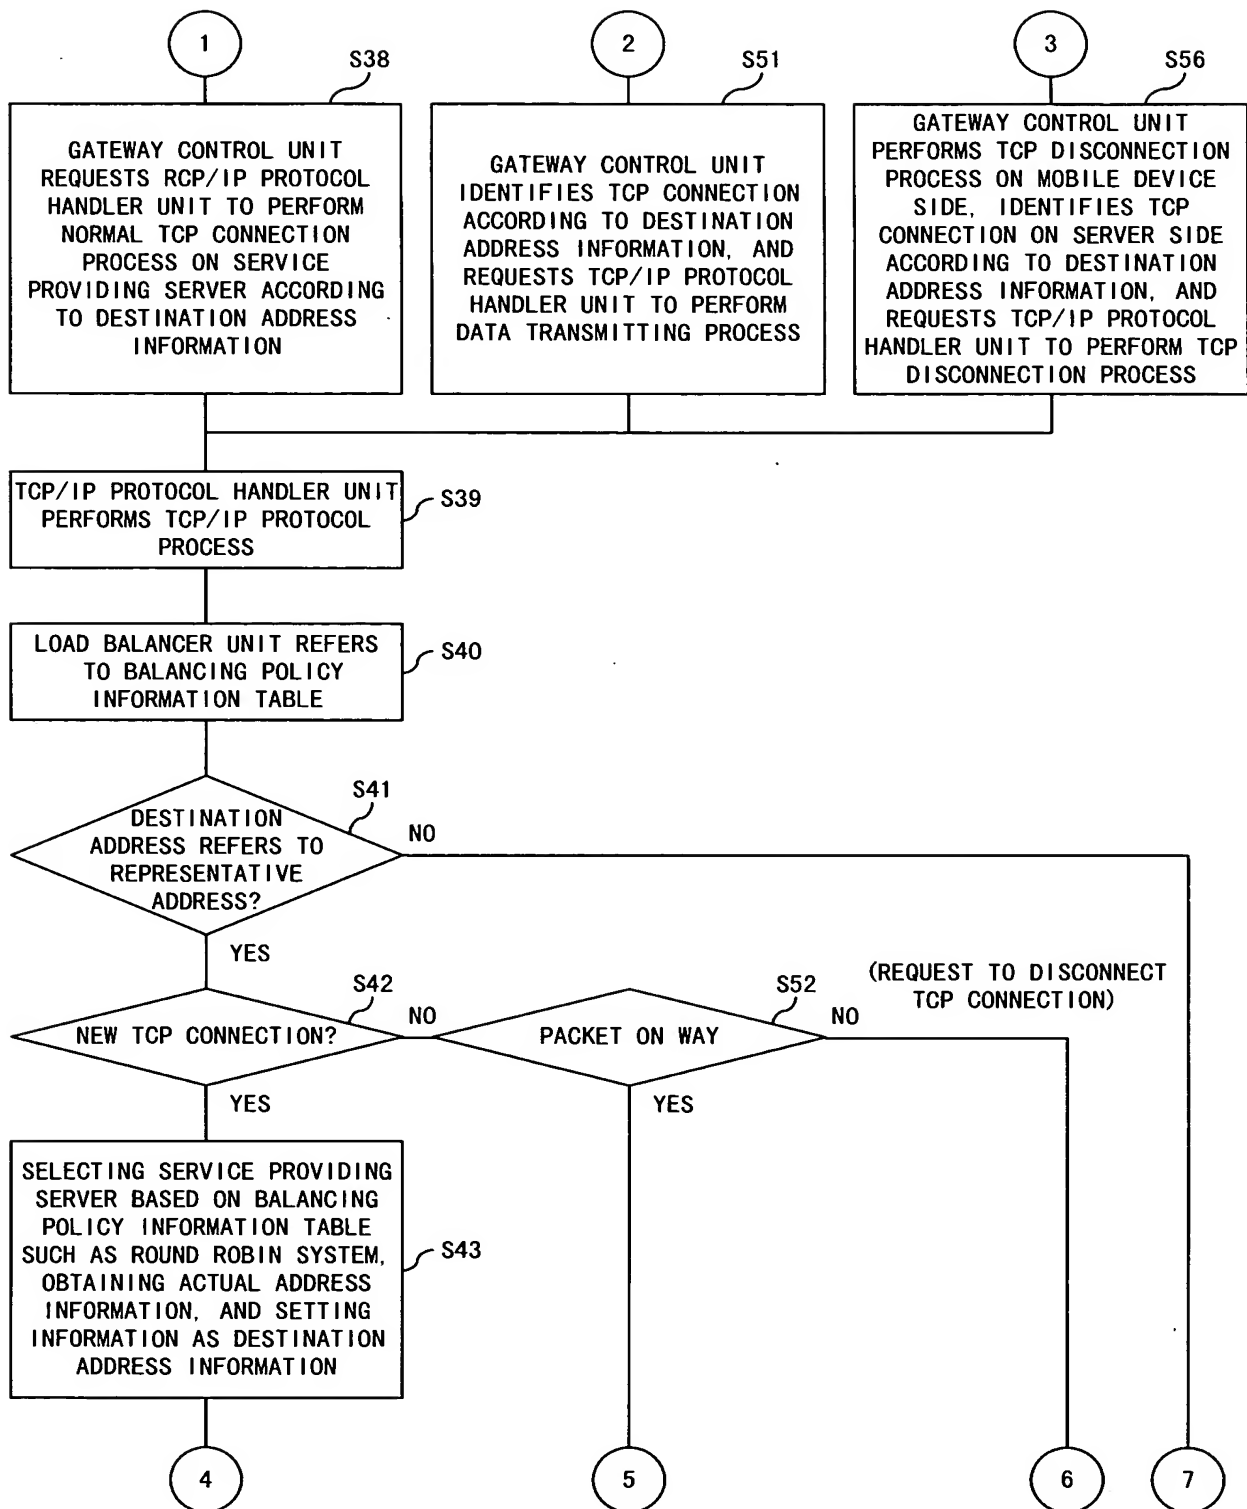 1
2
3
S38
S51
S56
GATEWAY CONTROL UNIT
REQUESTS RCP/IP PROTOCOL
HANDLER UNIT TO PERFORM
NORMAL TCP CONNECTION
PROCESS ON SERVICE
PROVIDING SERVER ACCORDING
TO DESTINATION ADDRESS
INFORMATION
GATEWAY CONTROL UNIT
IDENTIFIES TCP CONNECTION
ACCORDING TO DESTINATION
ADDRESS INFORMATION, AND
REQUESTS TCP/IP PROTOCOL
HANDLER UNIT TO PERFORM
DATA TRANSMITTING PROCESS
GATEWAY CONTROL UNIT
PERFORMS TCP DISCONNECTION
PROCESS ON MOBILE DEVICE
SIDE, IDENTIFIES TCP
CONNECTION ON SERVER SIDE
ACCORDING TO DESTINATION
ADDRESS INFORMATION, AND
REQUESTS TCP/IP PROTOCOL
HANDLER UNIT TO PERFORM TCP
DISCONNECTION PROCESS
TCP/IP PROTOCOL HANDLER UNIT
PERFORMS TCP/IP PROTOCOL
PROCESS
S39
LOAD BALANCER UNIT REFERS
TO BALANCING POLICY
INFORMATION TABLE
S40
S41
DESTINATION
ADDRESS REFERS TO
REPRESENTATIVE
ADDRESS?
NO
YES
S42
NEW TCP CONNECTION?
NO
YES
S52
PACKET ON WAY
NO
YES
(REQUEST TO DISCONNECT
TCP CONNECTION)
SELECTING SERVICE PROVIDING
SERVER BASED ON BALANCING
POLICY INFORMATION TABLE
SUCH AS ROUND ROBIN SYSTEM,
OBTAINING ACTUAL ADDRESS
INFORMATION, AND SETTING
INFORMATION AS DESTINATION
ADDRESS INFORMATION
S43
4
5
6
7